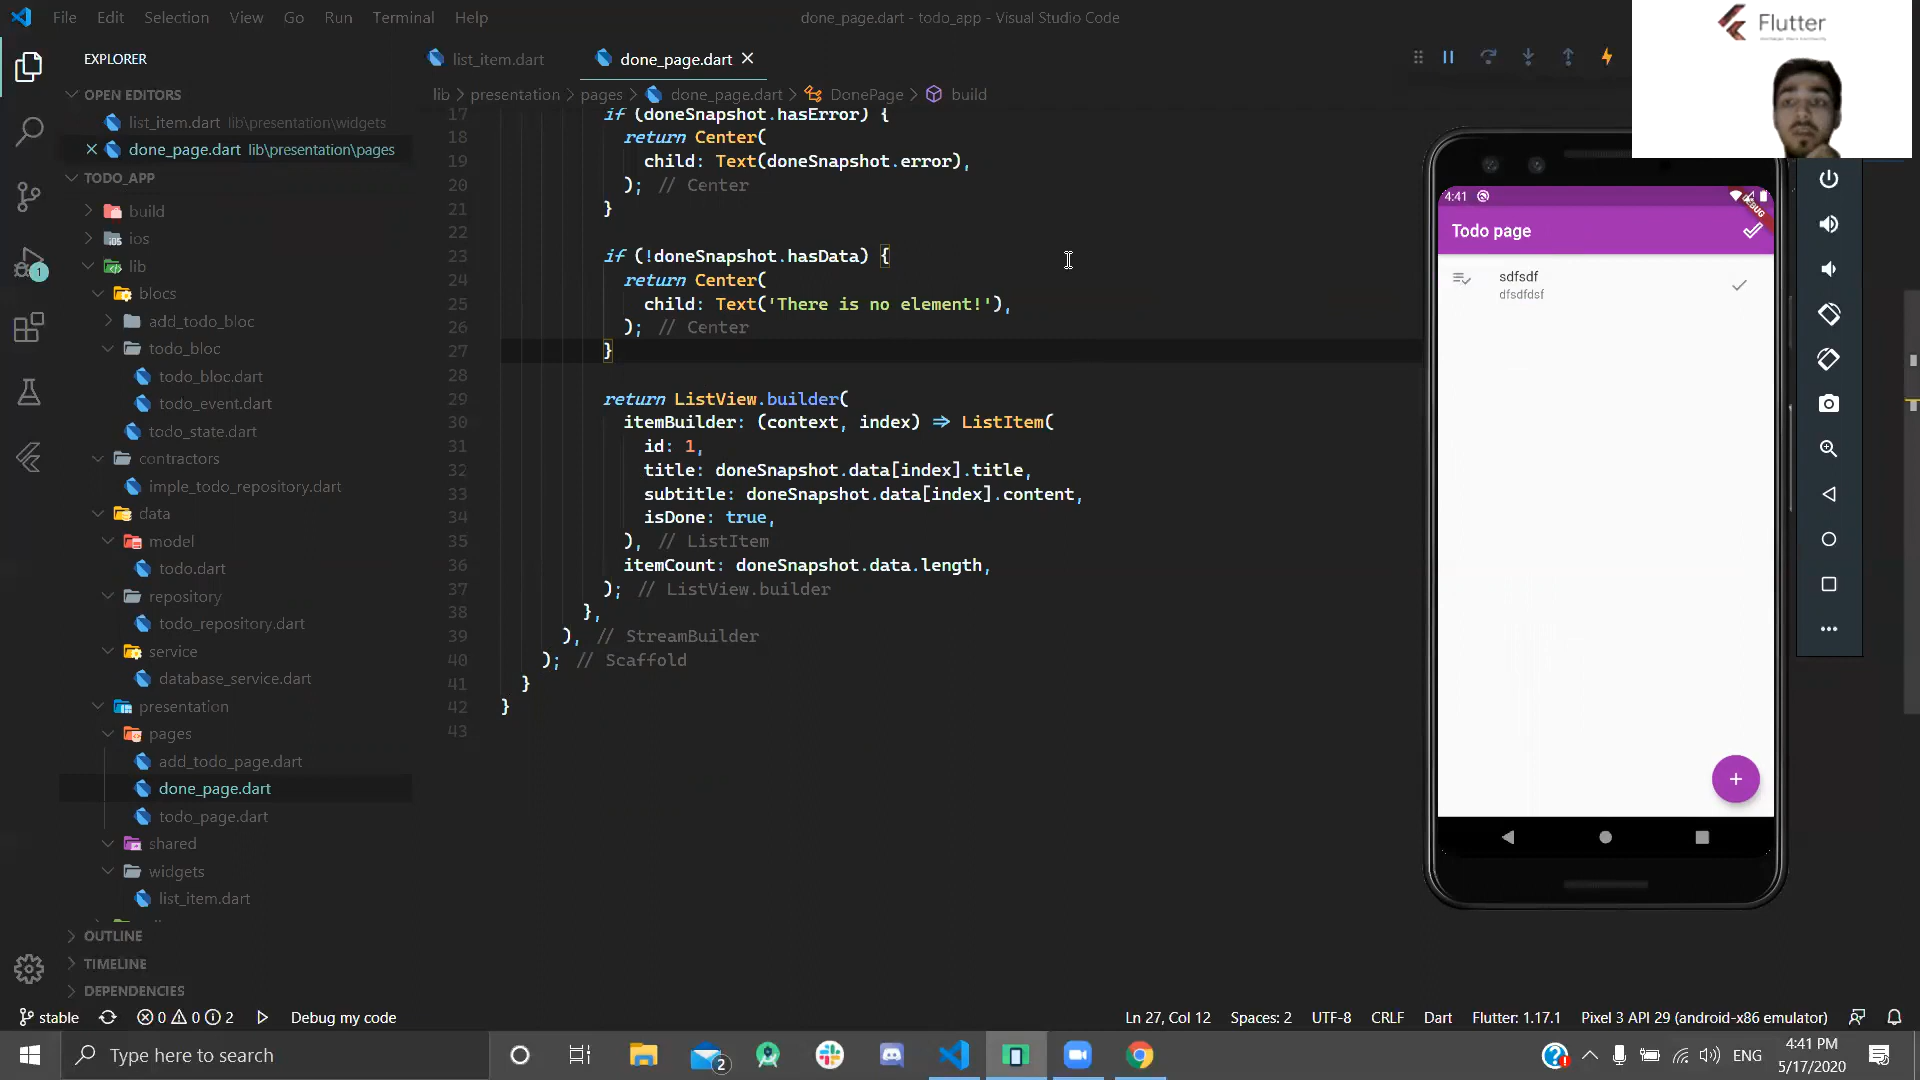 File Edit Selection View Go Run Terminal Help
done_page.dart - todo_app - Visual Studio Code
Flutter
EXPLORER
OPEN EDITORS
list_item.dart lib\presentation\widgets
done_page.dart lib\presentation\pages
TODO_APP
build
ios
lib
blocs
add_todo_bloc
todo_bloc
todo_bloc.dart
todo_event.dart
todo_state.dart
contractors
imple_todo_repository.dart
data
model
todo.dart
repository
todo_repository.dart
service
database_service.dart
presentation
pages
add_todo_page.dart
done_page.dart
todo_page.dart
shared
widgets
list_item.dart
OUTLINE
TIMELINE
DEPENDENCIES
1
list_item.dart
done_page.dart
lib > presentation > pages > done_page.dart > DonePage > build
17 if (doneSnapshot.hasError) {
18 return Center(
19 child: Text(doneSnapshot.error),
20 ); // Center
21 }
22
23 if (!doneSnapshot.hasData) {
24 return Center(
25 child: Text('There is no element!'),
26 ); // Center
27 }
28
29 return ListView.builder(
30 itemBuilder: (context, index) => ListItem(
31 id: 1,
32 title: doneSnapshot.data[index].title,
33 subtitle: doneSnapshot.data[index].content,
34 isDone: true,
35 ), // ListItem
36 itemCount: doneSnapshot.data.length,
37 ); // ListView.builder
38 },
39 ), // StreamBuilder
40 ); // Scaffold
41 }
42 }
43
4:41
DEBUG
Todo page
sdfsdf
dfsdfdsf
stable 0 0 2 Debug my code
Ln 27, Col 12 Spaces: 2 UTF-8 CRLF Dart Flutter: 1.17.1 Pixel 3 API 29 (android-x86 emulator)
Type here to search
2
ENG
4:41 PM
5/17/2020